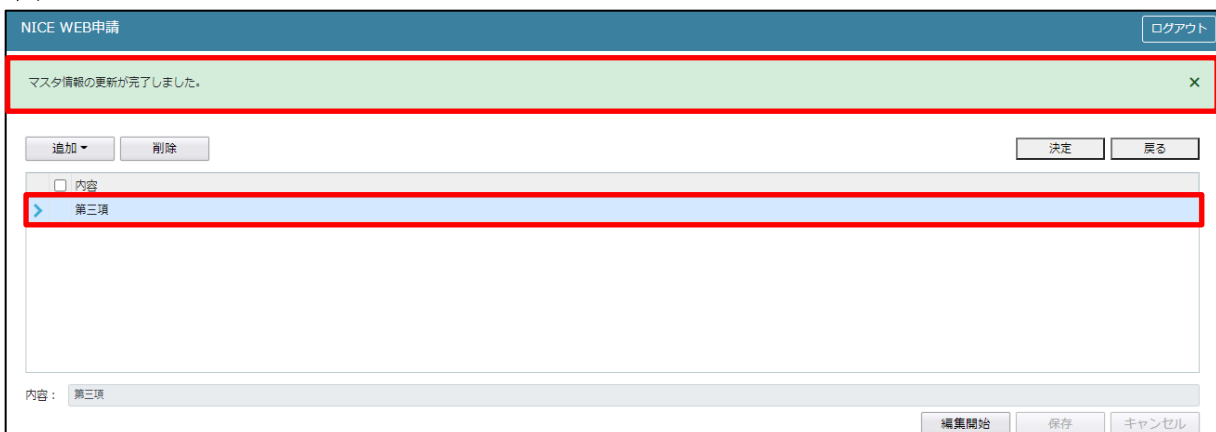 NICE WEB申請 ログアウト
マスタ情報の更新が完了しました。 ×
追加 削除 決定 戻る
内容
第三項
内容： 第三項
編集開始 保存 キャンセル